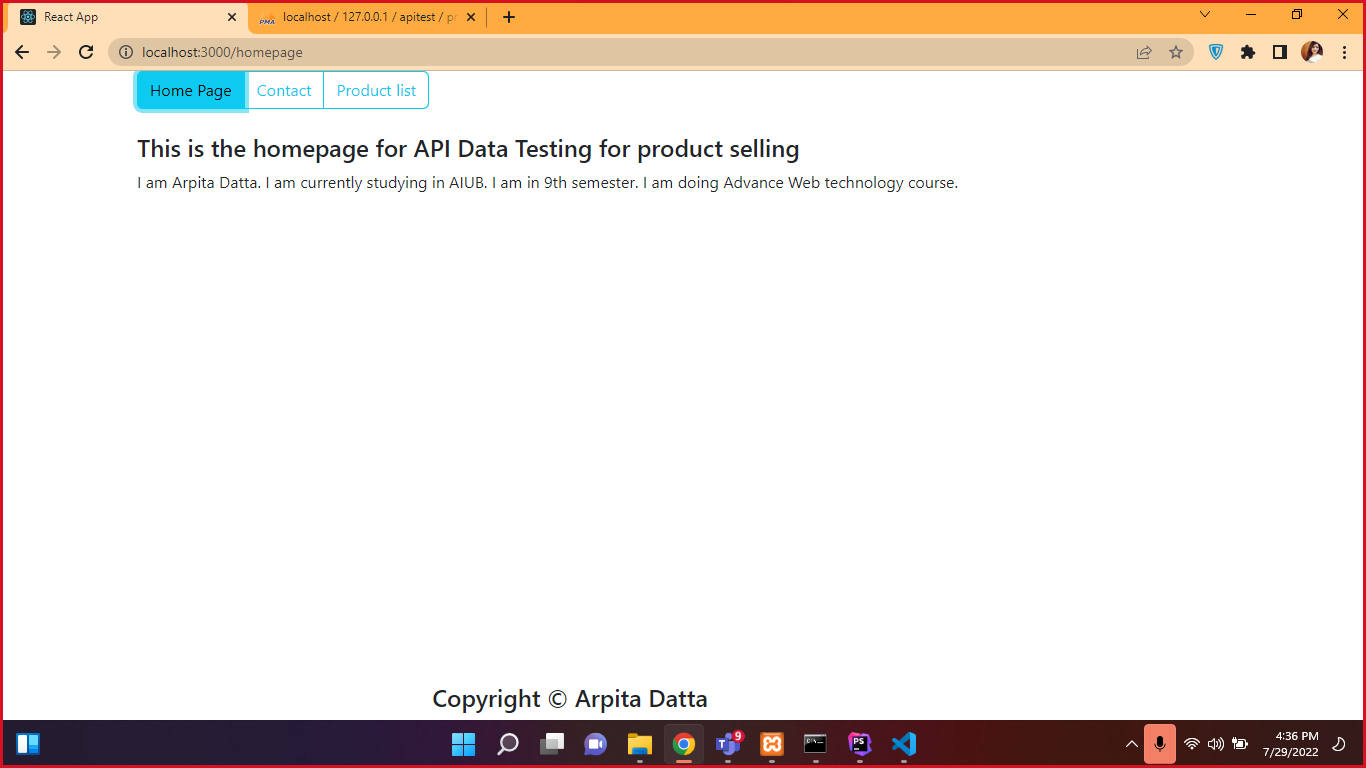 React App
PMA
localhost / 127.0.0.1 / apitest / pr
localhost:3000/homepage
Home Page
Contact
Product list
This is the homepage for API Data Testing for product selling
I am Arpita Datta. I am currently studying in AIUB. I am in 9th semester. I am doing Advance Web technology course.
Copyright © Arpita Datta
9
PS
4:36 PM
7/29/2022